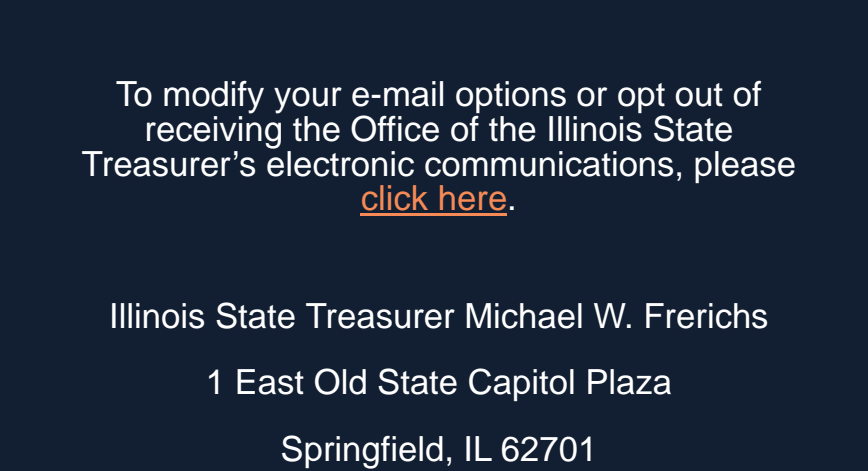 To modify your e-mail options or opt out of
receiving the Office of the Illinois State
Treasurer’s electronic communications, please
click here.
Illinois State Treasurer Michael W. Frerichs
1 East Old State Capitol Plaza
Springfield, IL 62701